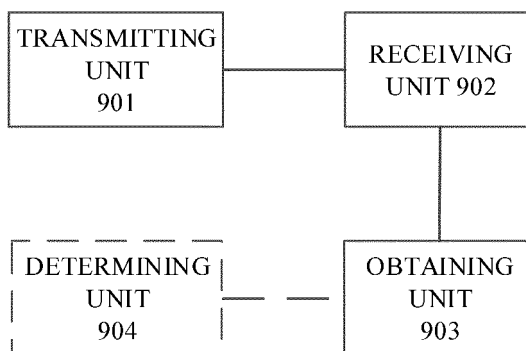 TRANSMITTING
UNIT
901
RECEIVING
UNIT 902
DETERMINING
UNIT
904
OBTAINING
UNIT
903